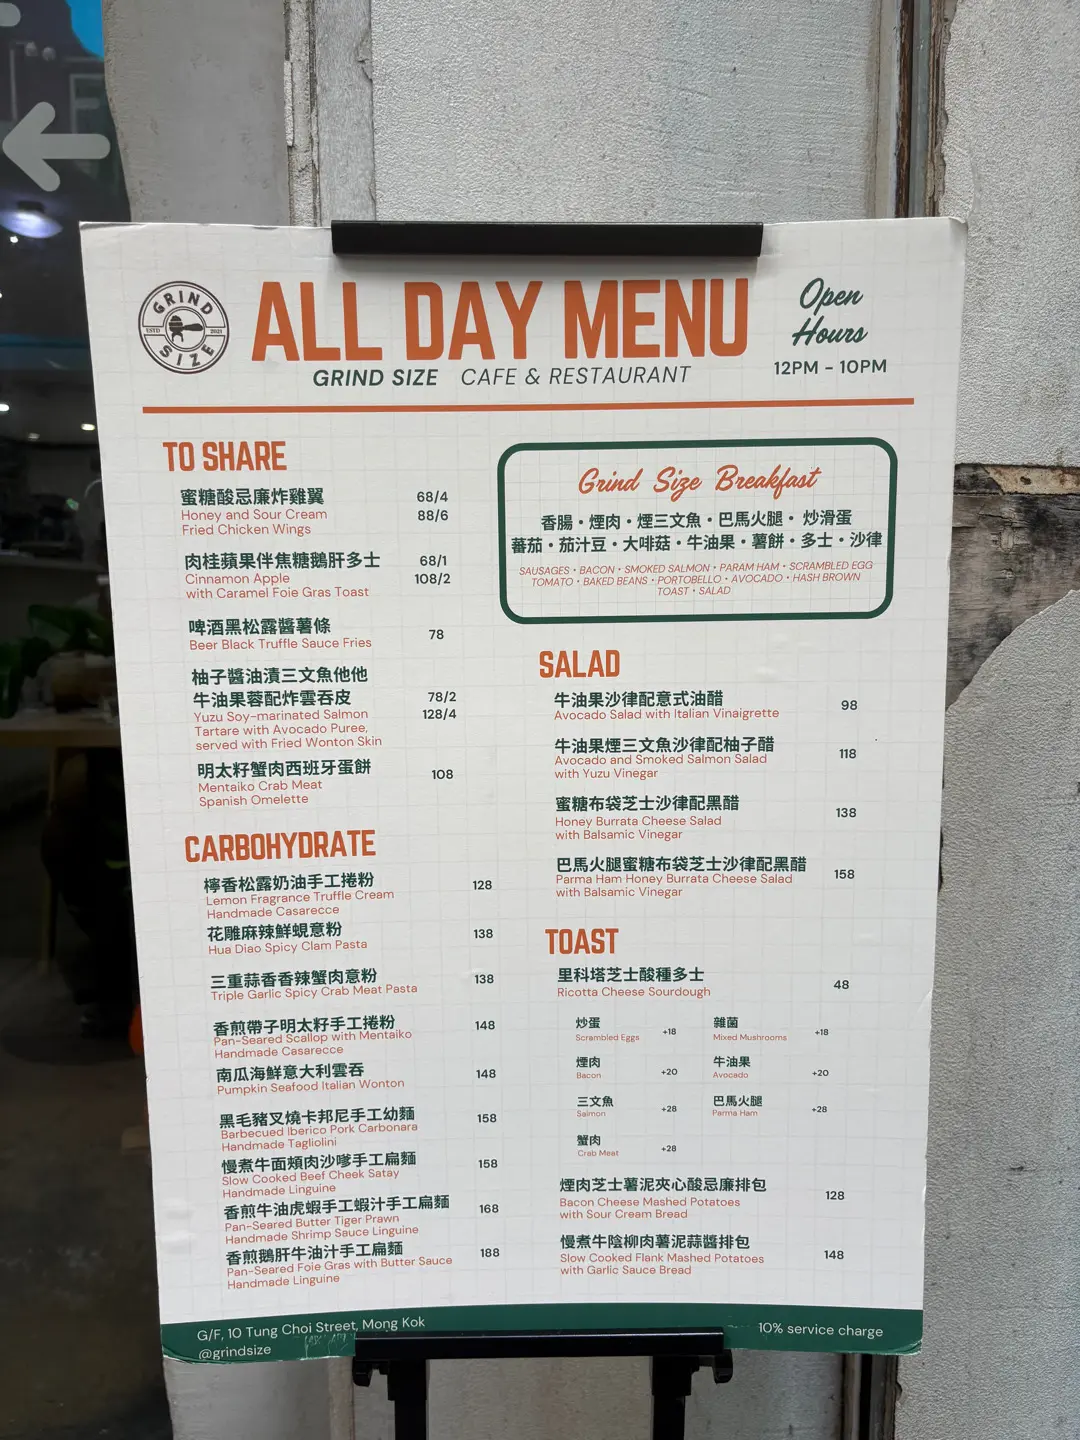 GRIND
ESTD 2021
SIZE
ALL DAY MENU
GRIND SIZE CAFE & RESTAURANT
Open
Hours
12PM - 10PM
TO SHARE
蜜糖酸忌廉炸雞翼 68/4
Honey and Sour Cream 88/6
Fried Chicken Wings
肉桂蘋果伴焦糖鵝肝多士 68/1
Cinnamon Apple 108/2
with Caramel Foie Gras Toast
啤酒黑松露醬薯條
Beer Black Truffle Sauce Fries 78
柚子醬油漬三文魚他他
牛油果蓉配炸雲吞皮 78/2
Yuzu Soy-marinated Salmon 128/4
Tartare with Avocado Puree,
served with Fried Wonton Skin
明太籽蟹肉西班牙蛋餅 108
Mentaiko Crab Meat
Spanish Omelette
CARBOHYDRATE
檸香松露奶油手工捲粉 128
Lemon Fragrance Truffle Cream
Handmade Casarecce
花雕麻辣鮮蜆意粉 138
Hua Diao Spicy Clam Pasta
三重蒜香香辣蟹肉意粉 138
Triple Garlic Spicy Crab Meat Pasta
香煎帶子明太籽手工捲粉 148
Pan-Seared Scallop with Mentaiko
Handmade Casarecce
南瓜海鮮意大利雲吞 148
Pumpkin Seafood Italian Wonton
黑毛豬叉燒卡邦尼手工幼麵 158
Barbecued Iberico Pork Carbonara
Handmade Tagliolini
慢煮牛面頰肉沙嗲手工扁麵 158
Slow Cooked Beef Cheek Satay
Handmade Linguine
香煎牛油虎蝦手工蝦汁手工扁麵 168
Pan-Seared Butter Tiger Prawn
Handmade Shrimp Sauce Linguine
香煎鵝肝牛油汁手工扁麵 188
Pan-Seared Foie Gras with Butter Sauce
Handmade Linguine
Grind Size Breakfast
香腸・煙肉・煙三文魚・巴馬火腿・炒滑蛋
蕃茄・茄汁豆・大啡菇・牛油果・薯餅・多士・沙律
SAUSAGES • BACON • SMOKED SALMON • PARAM HAM • SCRAMBLED EGG
TOMATO • BAKED BEANS • PORTOBELLO • AVOCADO • HASH BROWN
TOAST • SALAD
SALAD
牛油果沙律配意式油醋 98
Avocado Salad with Italian Vinaigrette
牛油果煙三文魚沙律配柚子醋 118
Avocado and Smoked Salmon Salad
with Yuzu Vinegar
蜜糖布袋芝士沙律配黑醋 138
Honey Burrata Cheese Salad
with Balsamic Vinegar
巴馬火腿蜜糖布袋芝士沙律配黑醋 158
Parma Ham Honey Burrata Cheese Salad
with Balsamic Vinegar
TOAST
里科塔芝士酸種多士 48
Ricotta Cheese Sourdough
炒蛋 +18 雜菌 +18
Scrambled Eggs Mixed Mushrooms
煙肉 +20 牛油果 +20
Bacon Avocado
三文魚 +28 巴馬火腿 +28
Salmon Parma Ham
蟹肉 +28
Crab Meat
煙肉芝士薯泥夾心酸忌廉排包 128
Bacon Cheese Mashed Potatoes
with Sour Cream Bread
慢煮牛陰柳肉薯泥蒜醬排包 148
Slow Cooked Flank Mashed Potatoes
with Garlic Sauce Bread
G/F, 10 Tung Choi Street, Mong Kok
@grindsize
10% service charge